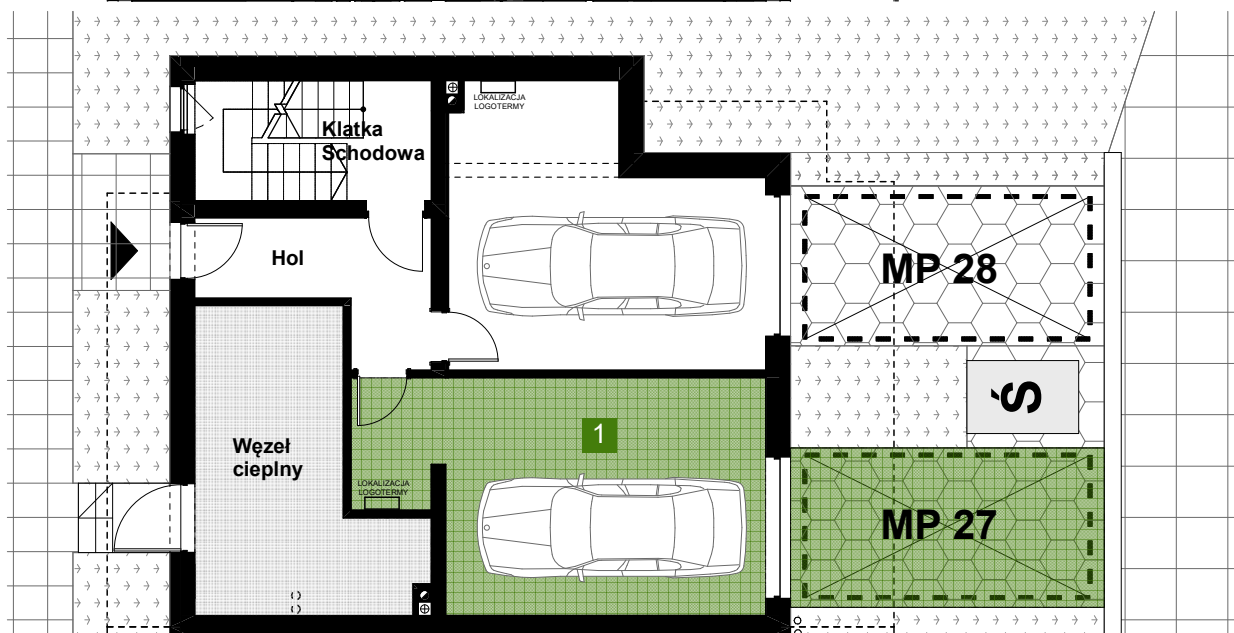 LOKALIZACJA
LOGOTERMY
Klatka
Schodowa
Hol
MP 28
Ś
1
Węzeł
cieplny
LOKALIZACJA
LOGOTERMY
MP 27